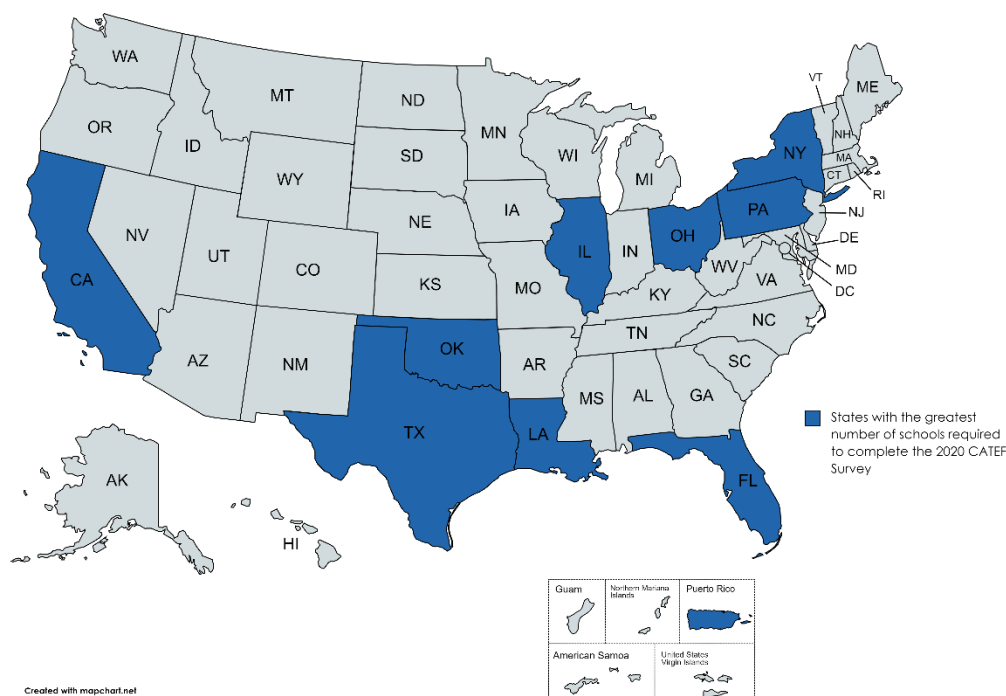 WA
MT
ND
MN
VT
ME
OR
ID
SD
WI
NY
NH
MA
WY
MI
CT
RI
IA
PA
NJ
NE
NV
OH
DE
IL
IN
UT
CO
WV
MD
CA
KS
MO
VA
DC
KY
NC
TN
OK
AZ
NM
AR
SC
MS
AL
GA
TX
LA
FL
States with the greatest
number of schools required
to complete the 2020 CATEF
Survey
AK
HI
Guam
Northern Mariana
Islands
Puerto Rico
American Samoa
United States
Virgin Islands
Created with mapchart.net